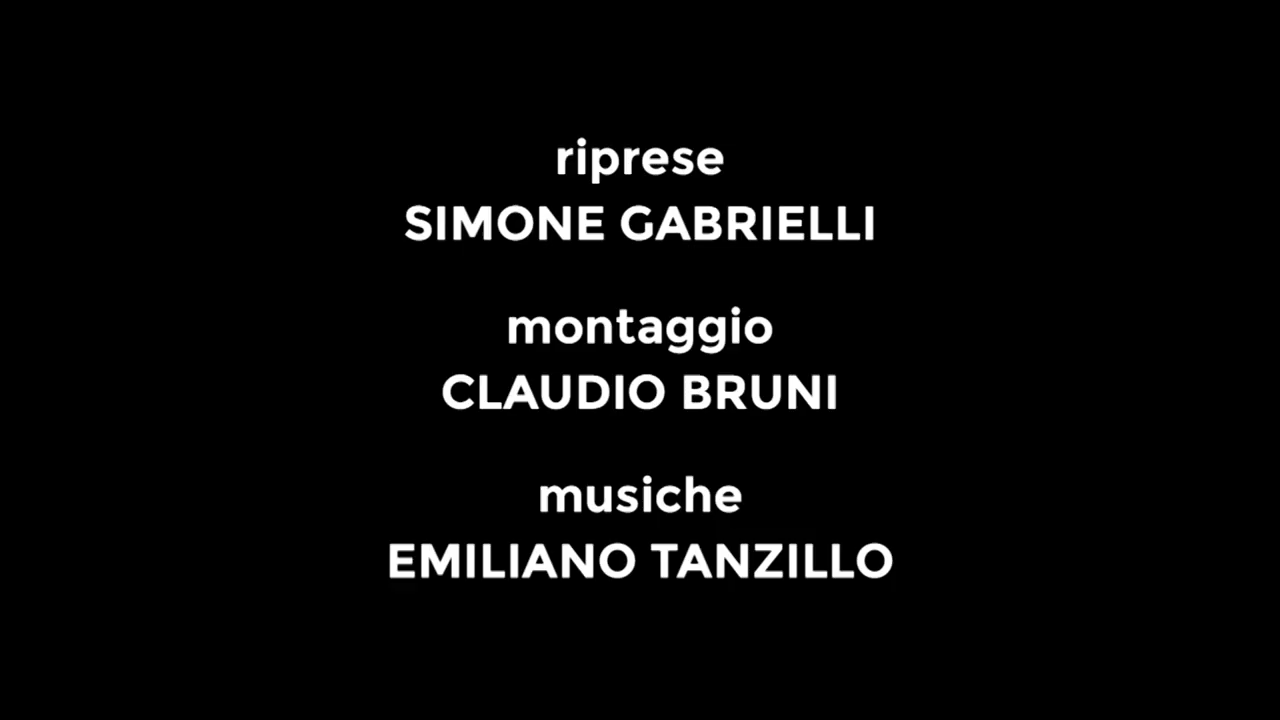 riprese
SIMONE GABRIELLI
montaggio
CLAUDIO BRUNI
musiche
EMILIANO TANZILLO